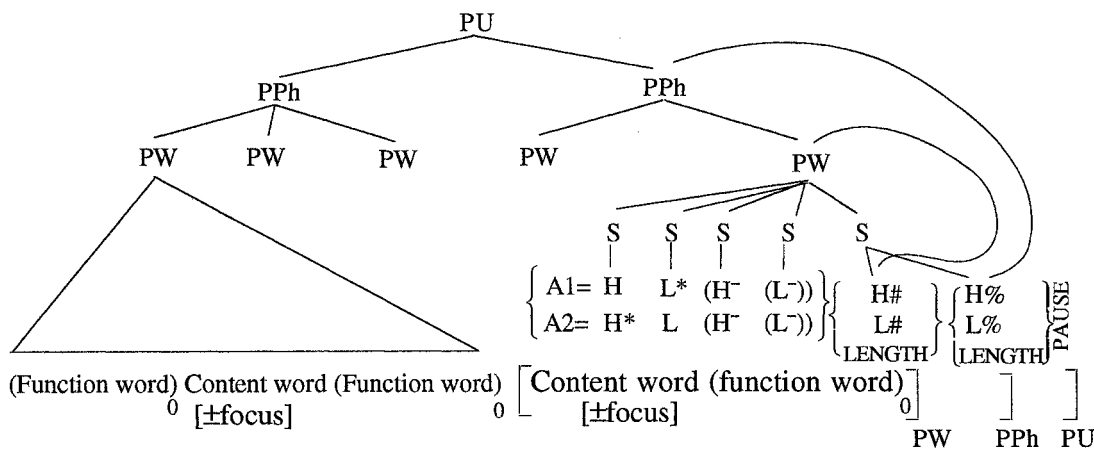 PU
PPh PPh
PW PW PW PW PW
S S S S S
A1= H L* (H⁻ (L⁻)) H# H%
A2= H* L (H⁻ (L⁻)) L# L%
LENGTH LENGTH PAUSE
(Function word)₀ Content word (Function word)₀ [Content word (function word)₀] ] ]
[±focus] [±focus]
PW PPh PU